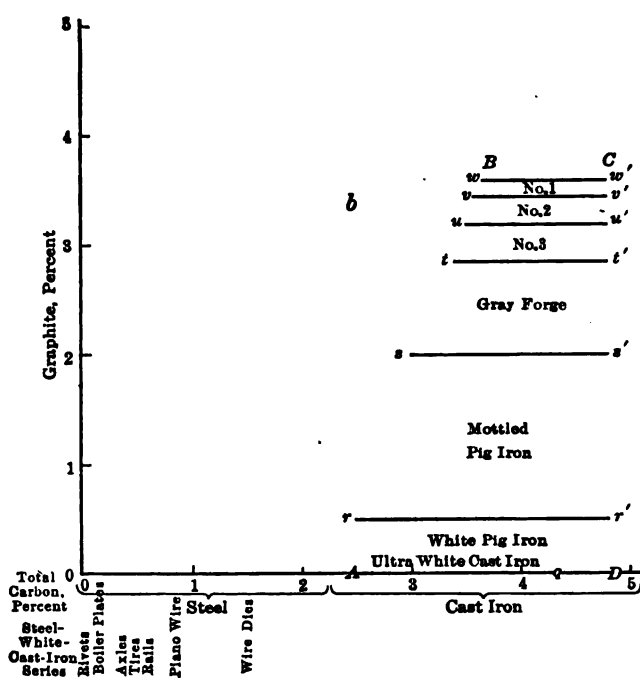 5
4
3
2
1
0
Graphite, Percent
B C
w w′
No.1
v v′
b
No.2
u u′
No.3
t t′
Gray Forge
s s′
Mottled
Pig Iron
r r′
White Pig Iron
Ultra White Cast Iron
A D
Total
Carbon,
Percent
0 1 2 3 4 5
Steel
Cast Iron
Steel-
White-
Cast-Iron
Series
Rivets
Boiler Plates
Axles
Tires
Rails
Piano Wire
Wire Dies